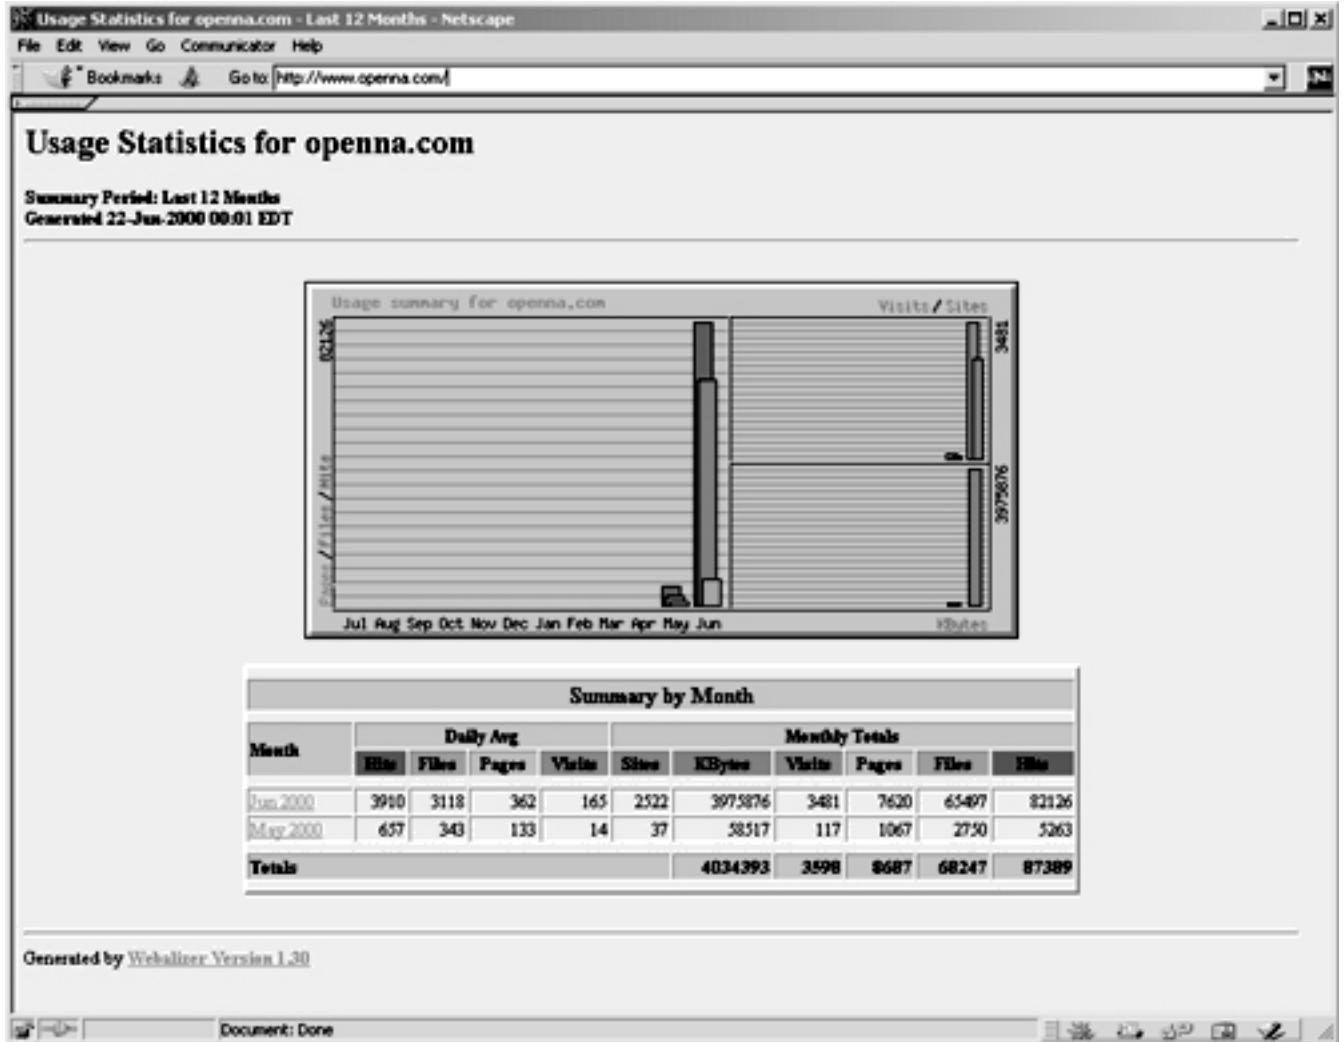 Usage Statistics for openna.com - Last 12 Months - Netscape
File Edit View Go Communicator Help
Bookmarks Go to: http://www.openna.com/
Usage Statistics for openna.com
Summary Period: Last 12 Months
Generated 22-Jun-2000 00:01 EDT
Usage summary for openna.com
Visits/Sites
82126
3481
Pages/Files/Hits
3975876
Jul Aug Sep Oct Nov Dec Jan Feb Mar Apr May Jun
KBytes
Summary by Month
Month Daily Avg Monthly Totals
Hits Files Pages Visits Sites KBytes Visits Pages Files Hits
Jun 2000 3910 3118 362 165 2522 3975876 3481 7620 65497 82126
May 2000 657 343 133 14 37 58517 117 1067 2750 5263
Totals 4034393 3598 8687 68247 87389
Generated by Webalizer Version 1.30
Document: Done